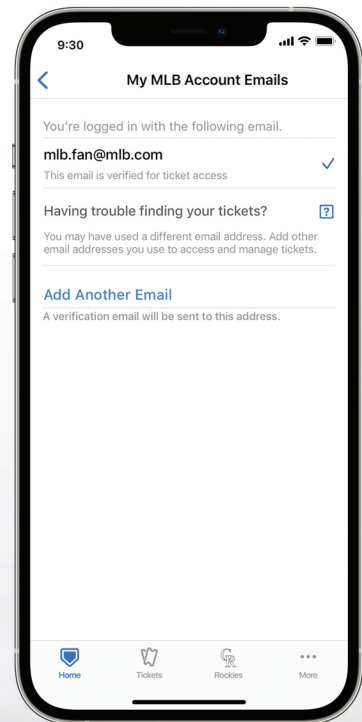 9:30
My MLB Account Emails
You're logged in with the following email.
mlb.fan@mlb.com
This email is verified for ticket access
Having trouble finding your tickets?
?
You may have used a different email address. Add other
email addresses you use to access and manage tickets.
Add Another Email
A verification email will be sent to this address.
CR
Home Tickets Rockies More